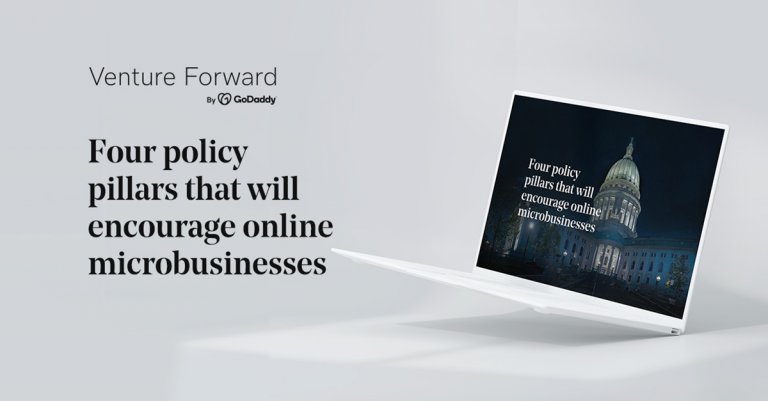 Venture Forward
By GoDaddy
Four policy
pillars that will
encourage online
microbusinesses
Four policy
pillars that will
encourage online
microbusinesses